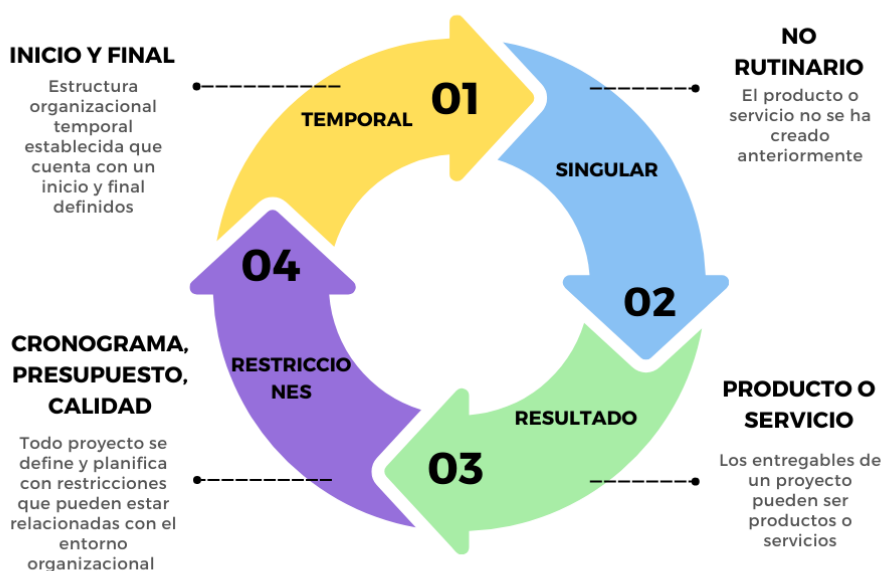 INICIO Y FINAL
Estructura
organizacional
temporal
establecida que
cuenta con un
inicio y final
definidos
TEMPORAL
01
NO
RUTINARIO
El producto o
servicio no se ha
creado
anteriormente
SINGULAR
02
PRODUCTO O
SERVICIO
Los entregables de
un proyecto
pueden ser
productos o
servicios
RESULTADO
03
CRONOGRAMA,
PRESUPUESTO,
CALIDAD
Todo proyecto se
define y planifica
con restricciones
que pueden estar
relacionadas con el
entorno
organizacional
RESTRICCIO
NES
04